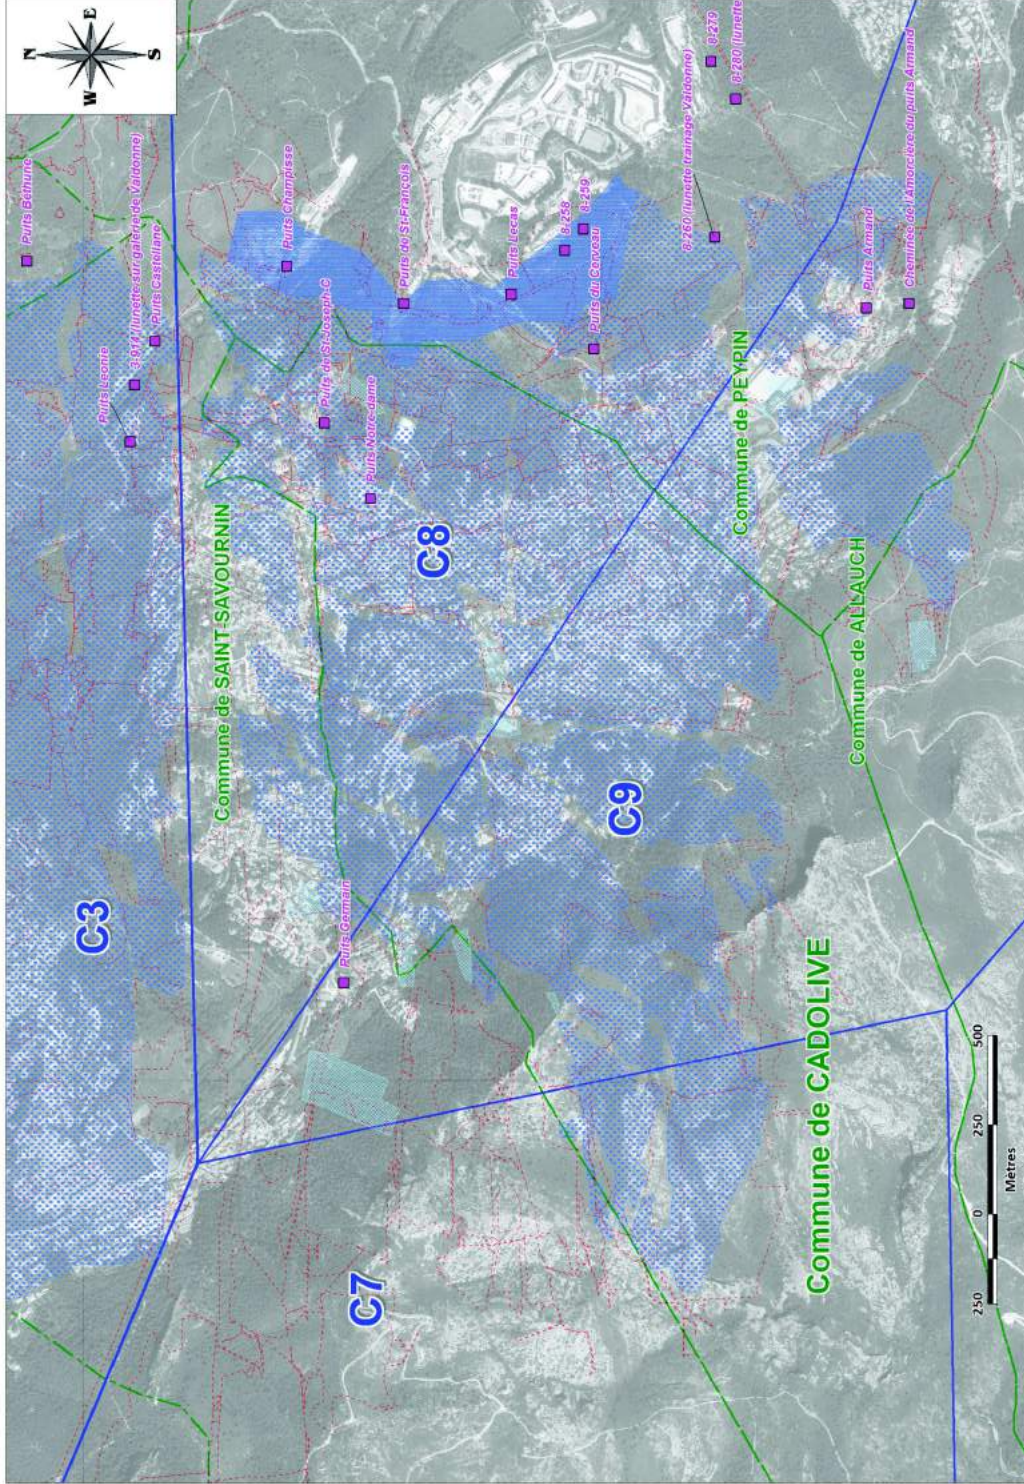 N
W
E
S
Puits Bethune
Puits Leonie
3-914 (lunette sur galerie de Valdonne)
Puits Castellane
C3
Commune de SAINT-SAVOURNIN
Puits Champisse
Puits de St-Joseph-C
Puits Notre-dame
Puits Germain
Puits de St-François
C8
C7
Puits Lecas
8-258
8-259
Puits du Cerveau
C9
8-260 (lunette trainage Valdonne)
8-279
8-280 (lunette
Commune de PEYPIN
Puits Armand
Cheminée de l'Amorcière du puits Armand
Commune de ALLAUCH
Commune de CADOLIVE
250
0
250
500
Mètres